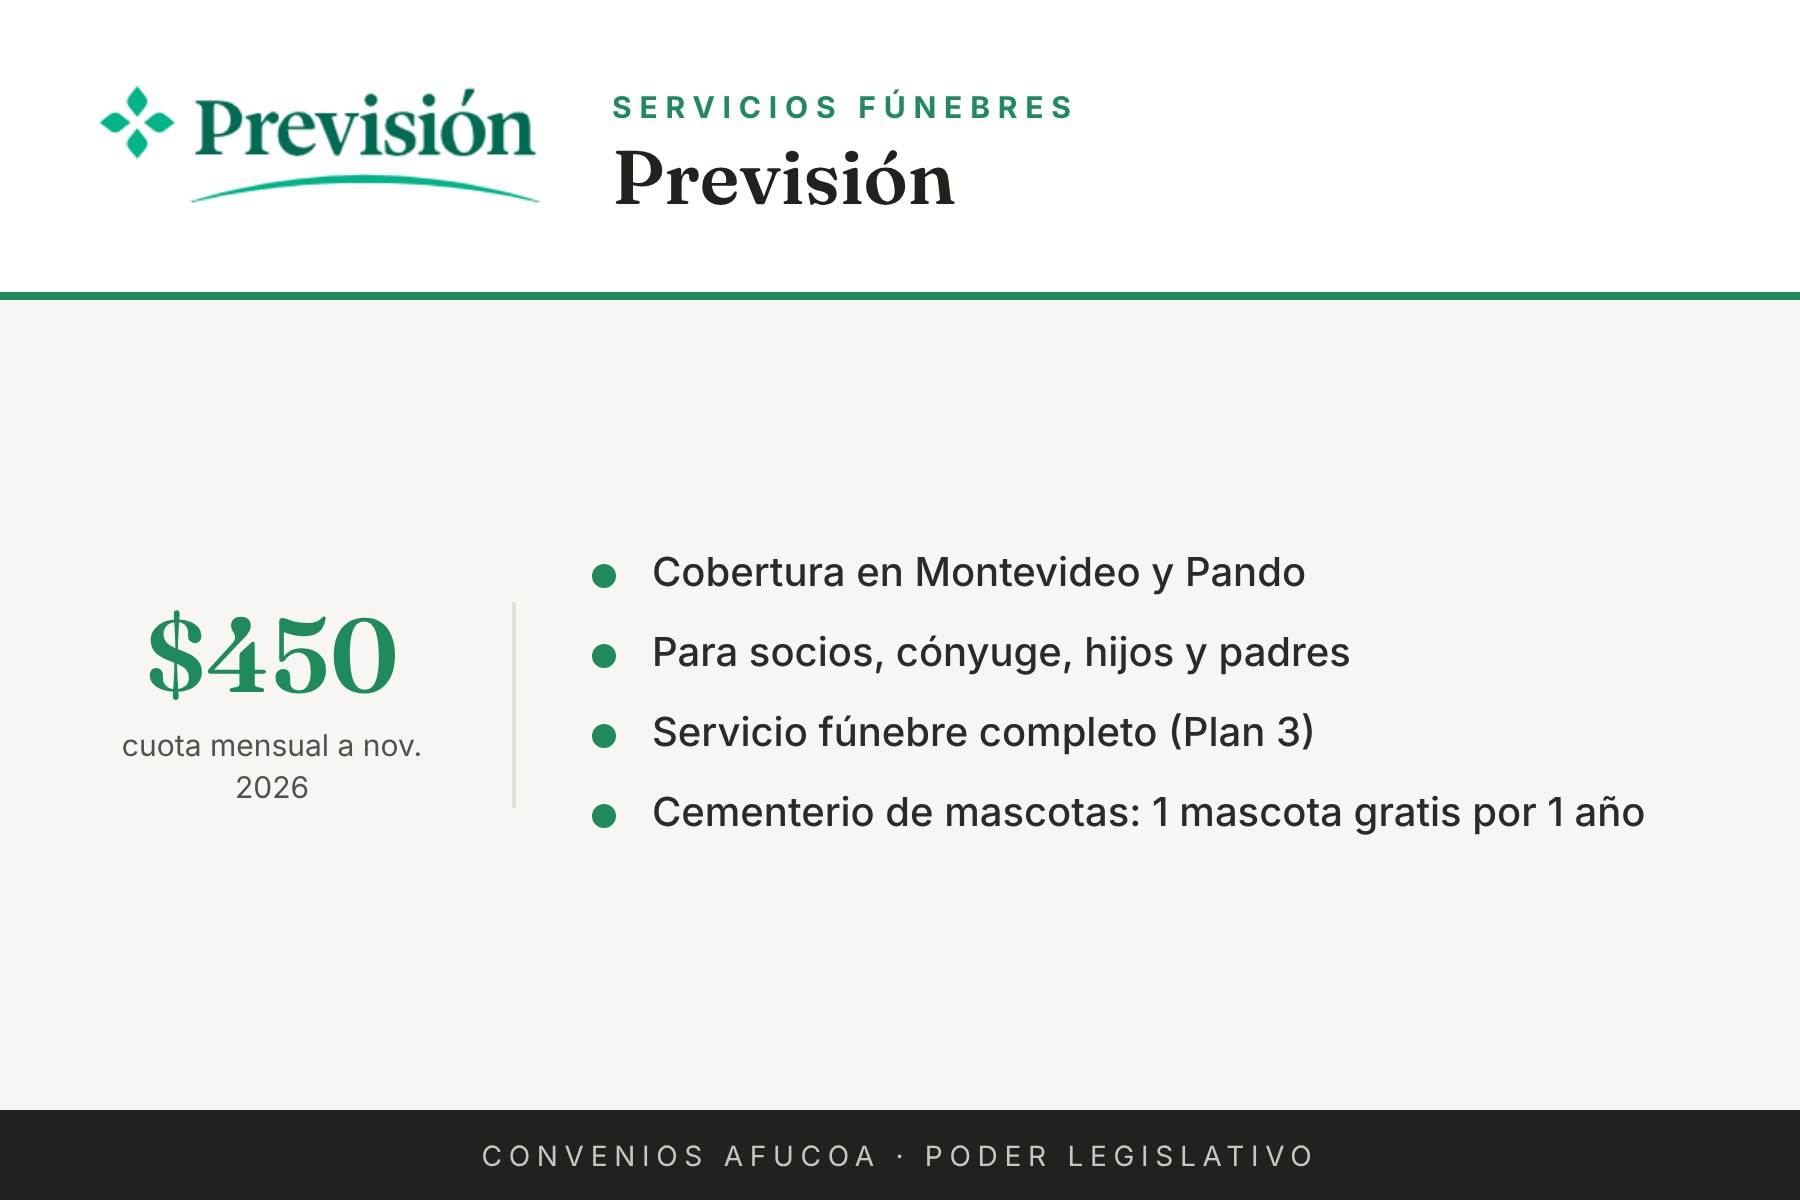 Previsión
SERVICIOS FÚNEBRES
Previsión
$450
cuota mensual a nov.
2026
Cobertura en Montevideo y Pando
Para socios, cónyuge, hijos y padres
Servicio fúnebre completo (Plan 3)
Cementerio de mascotas: 1 mascota gratis por 1 año
CONVENIOS AFUCOA · PODER LEGISLATIVO